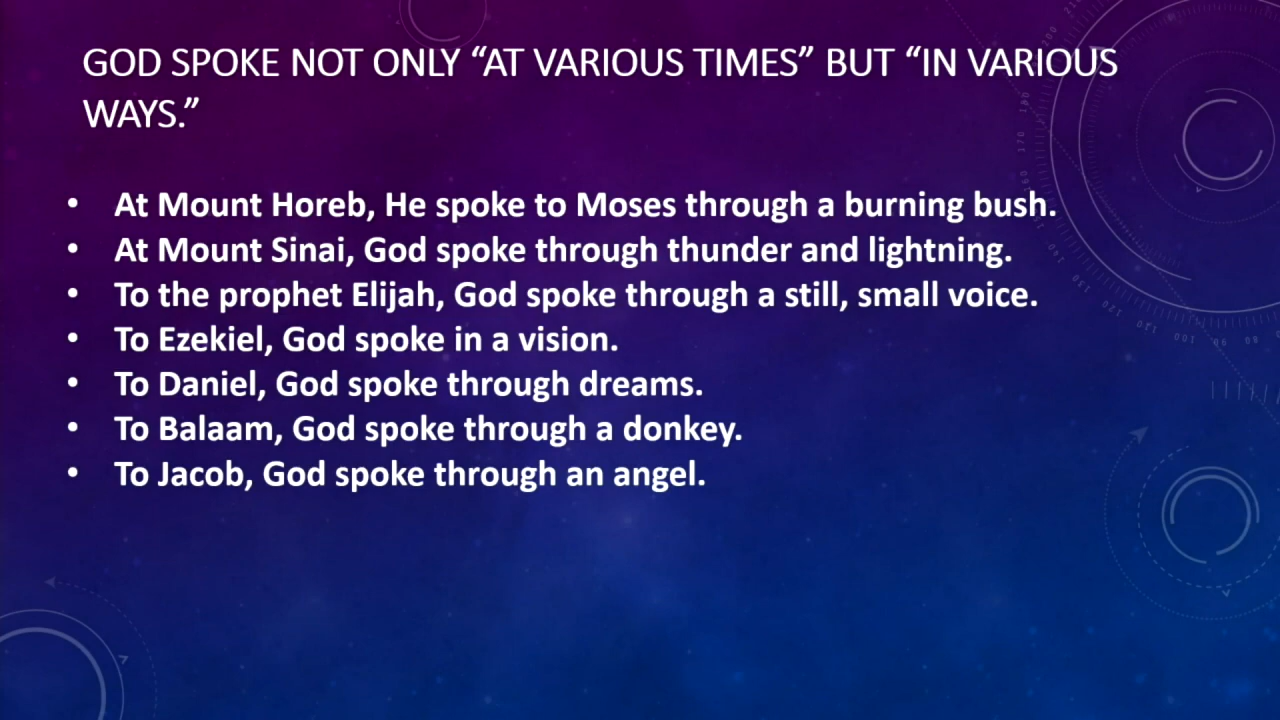 GOD SPOKE NOT ONLY “AT VARIOUS TIMES” BUT “IN VARIOUS
WAYS.”
• At Mount Horeb, He spoke to Moses through a burning bush.
• At Mount Sinai, God spoke through thunder and lightning.
• To the prophet Elijah, God spoke through a still, small voice.
• To Ezekiel, God spoke in a vision.
• To Daniel, God spoke through dreams.
• To Balaam, God spoke through a donkey.
• To Jacob, God spoke through an angel.